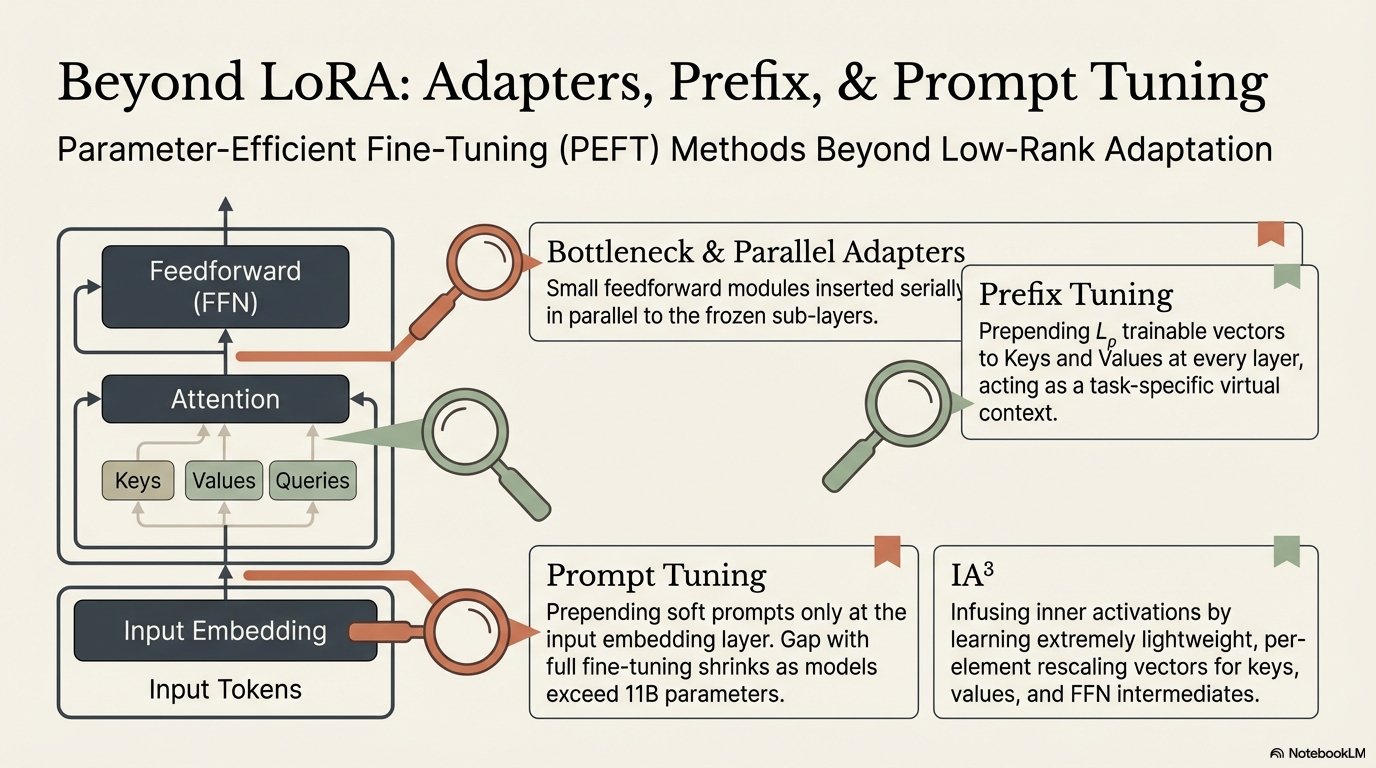 Beyond LoRA: Adapters, Prefix, & Prompt Tuning
Parameter-Efficient Fine-Tuning (PEFT) Methods Beyond Low-Rank Adaptation
Feedforward
(FFN)
Attention
Keys
Values
Queries
Input Embedding
Input Tokens
Bottleneck & Parallel Adapters
Small feedforward modules inserted serially
in parallel to the frozen sub-layers.
Prefix Tuning
Prepending Lₚ trainable vectors
to Keys and Values at every layer,
acting as a task-specific virtual
context.
Prompt Tuning
Prepending soft prompts only at the
input embedding layer. Gap with
full fine-tuning shrinks as models
exceed 11B parameters.
IA³
Infusing inner activations by
learning extremely lightweight, per-
element rescaling vectors for keys,
values, and FFN intermediates.
NotebookLM